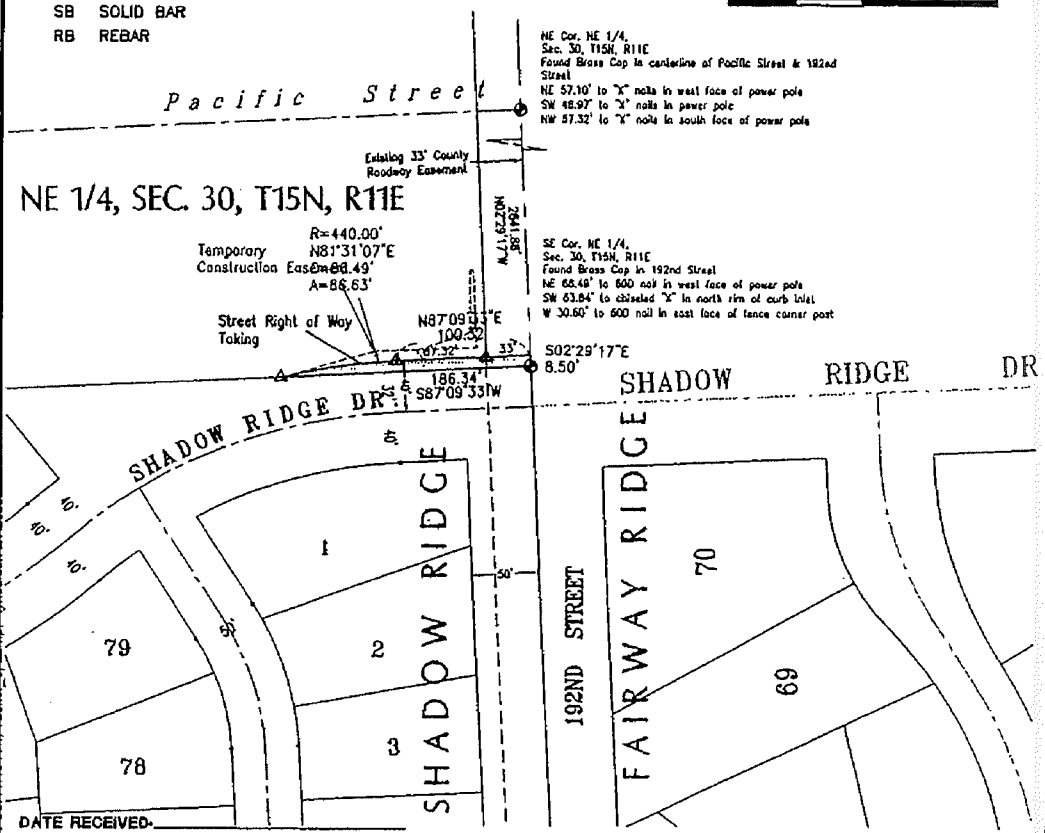 SB SOLID BAR
RB REBAR
Pacific Street
NE Cor. NE 1/4,
Sec. 30, T15N, R11E
Found Brass Cap in centerline of Pacific Street & 192nd
Street
NE 57.10' to "X" nails in west face of power pole
SW 48.97' to "X" nails in power pole
NW 57.32' to "X" nails in south face of power pole
Existing 33' County
Roadway Easement
NE 1/4, SEC. 30, T15N, R11E
2641.88'
N02°29'17"W
R=440.00'
Temporary N81°31'07"E
Construction
A=86.63'
SE Cor. NE 1/4,
Sec. 30, T15N, R11E
Found Brass Cap in 192nd Street
NE 68.48' to 60D nail in west face of power pole
SW 63.84' to chiseled "X" in north rim of curb inlet
W 30.60' to 60D nail in east face of fence corner post
Street Right of Way
Taking
100.32
67.32'
33'
S02°29'17"E
8.50'
186.34'
S87°09'33"W
SHADOW RIDGE DR.
SHADOW RIDGE DR
40'
40'
40'
40'
50'
50'
SHADOW RIDGE
192ND STREET
FAIRWAY RIDGE
1
2
3
79
78
70
69
DATE RECEIVED